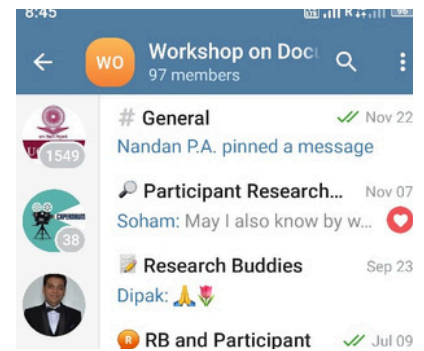 8:45
WO
Workshop on Docu
97 members
# General
Nov 22
1549
Nandan P.A. pinned a message
Participant Research...
Nov 07
38
Soham: May I also know by w...
Research Buddies
Sep 23
Dipak: 🙏🌷
R
RB and Participant
Jul 09